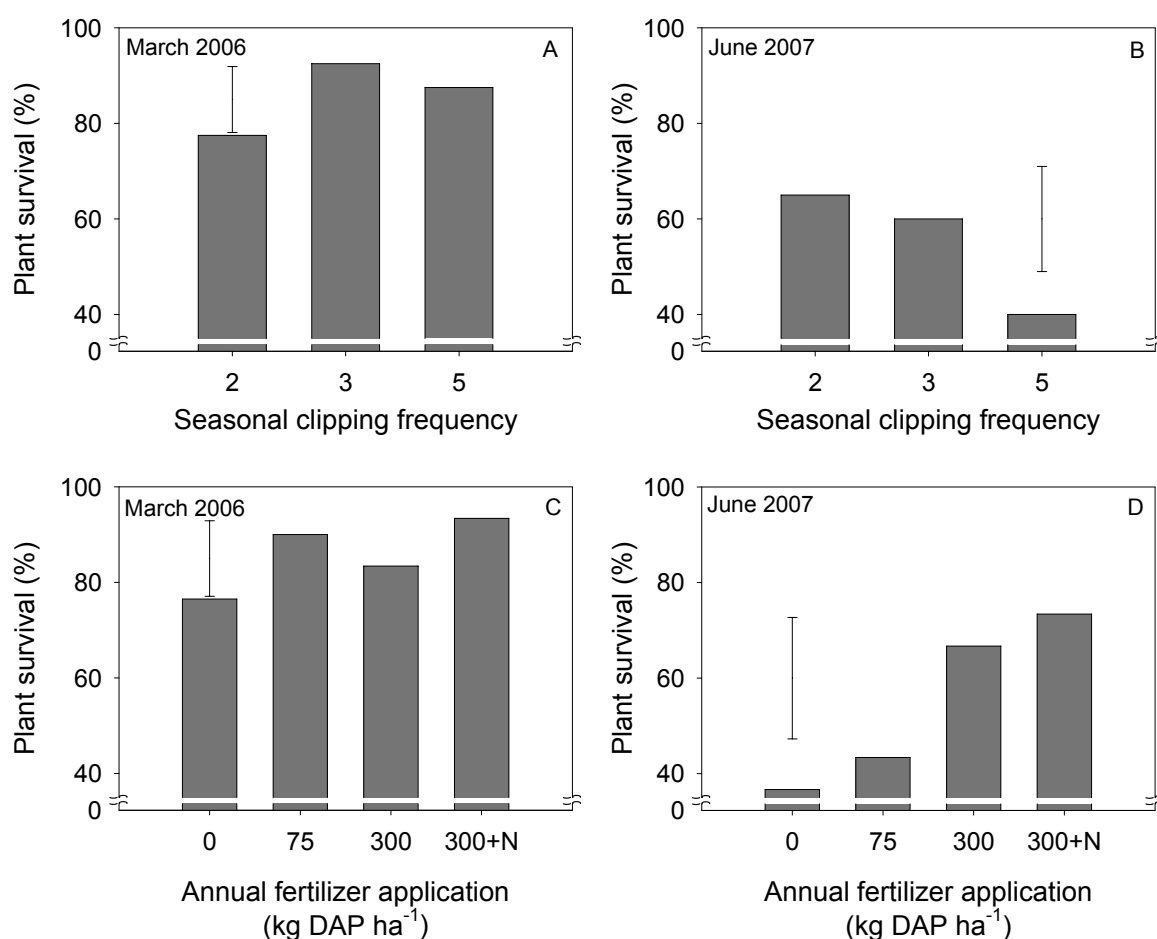 March 2006
A
Plant survival (%)
100
80
60
40
0
2 3 5
Seasonal clipping frequency
June 2007
B
Plant survival (%)
100
80
60
40
0
2 3 5
Seasonal clipping frequency
March 2006
C
Plant survival (%)
100
80
60
40
0
0 75 300 300+N
Annual fertilizer application
(kg DAP ha⁻¹)
June 2007
D
Plant survival (%)
100
80
60
40
0
0 75 300 300+N
Annual fertilizer application
(kg DAP ha⁻¹)